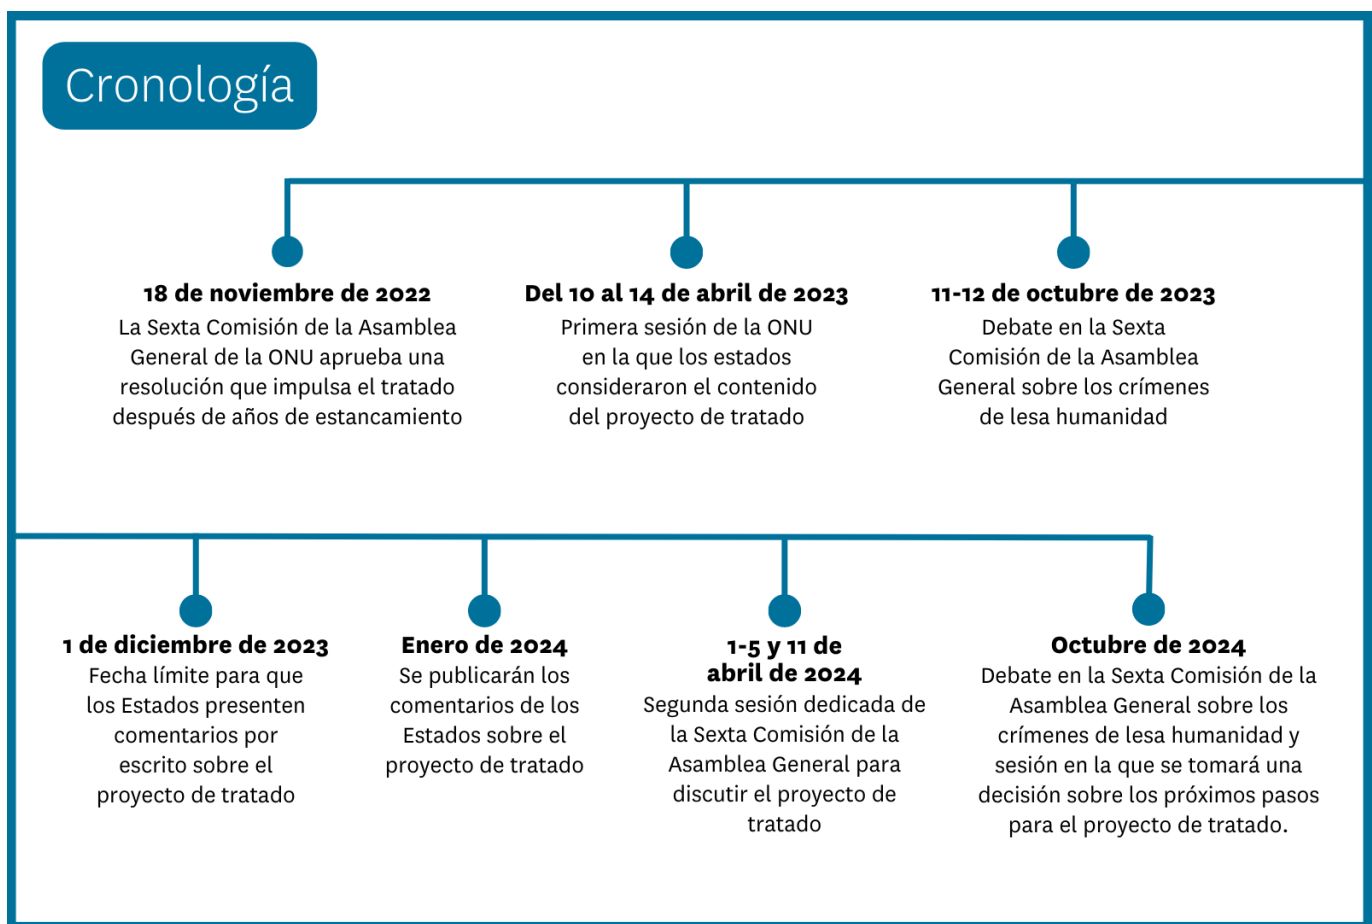 Cronología
18 de noviembre de 2022
La Sexta Comisión de la Asamblea
General de la ONU aprueba una
resolución que impulsa el tratado
después de años de estancamiento
Del 10 al 14 de abril de 2023
Primera sesión de la ONU
en la que los estados
consideraron el contenido
del proyecto de tratado
11-12 de octubre de 2023
Debate en la Sexta
Comisión de la Asamblea
General sobre los crímenes
de lesa humanidad
1 de diciembre de 2023
Fecha límite para que
los Estados presenten
comentarios por
escrito sobre el
proyecto de tratado
Enero de 2024
Se publicarán los
comentarios de los
Estados sobre el
proyecto de tratado
1-5 y 11 de
abril de 2024
Segunda sesión dedicada de
la Sexta Comisión de la
Asamblea General para
discutir el proyecto de
tratado
Octubre de 2024
Debate en la Sexta Comisión de la
Asamblea General sobre los
crímenes de lesa humanidad y
sesión en la que se tomará una
decisión sobre los próximos pasos
para el proyecto de tratado.